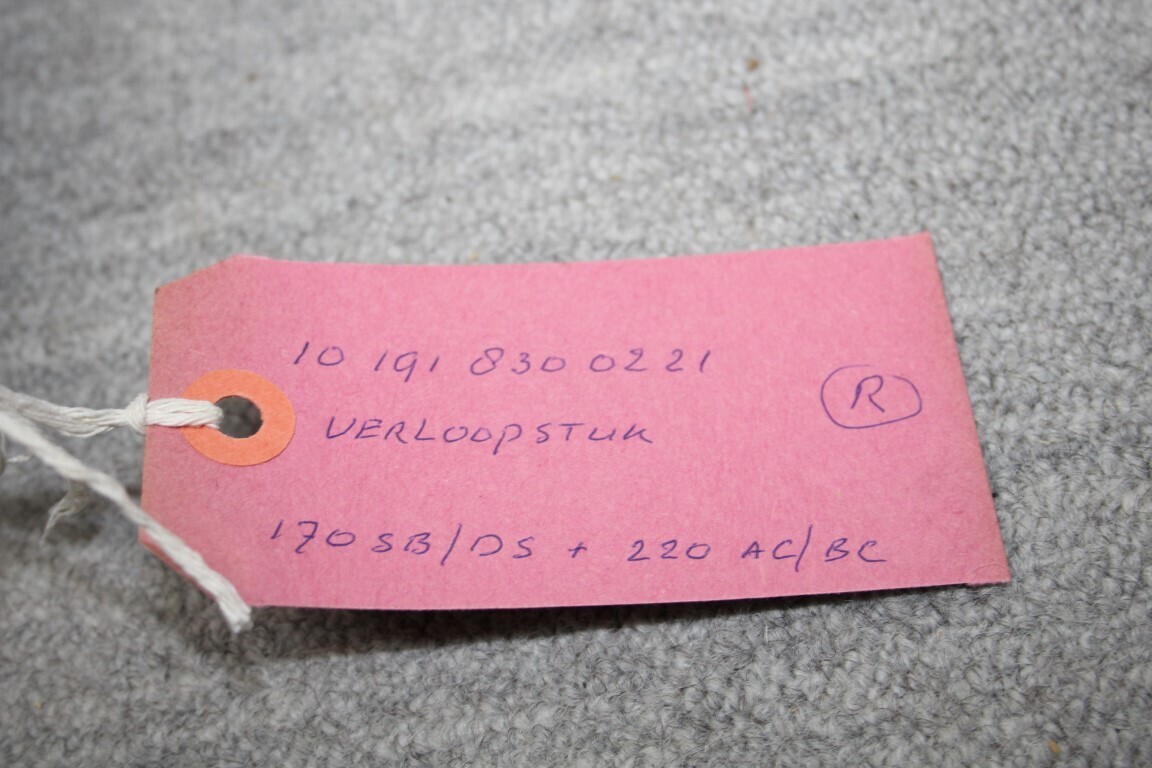 10 191 830 0221
R
VERLOOPSTUK
170 SB/DS + 220 AC/BC